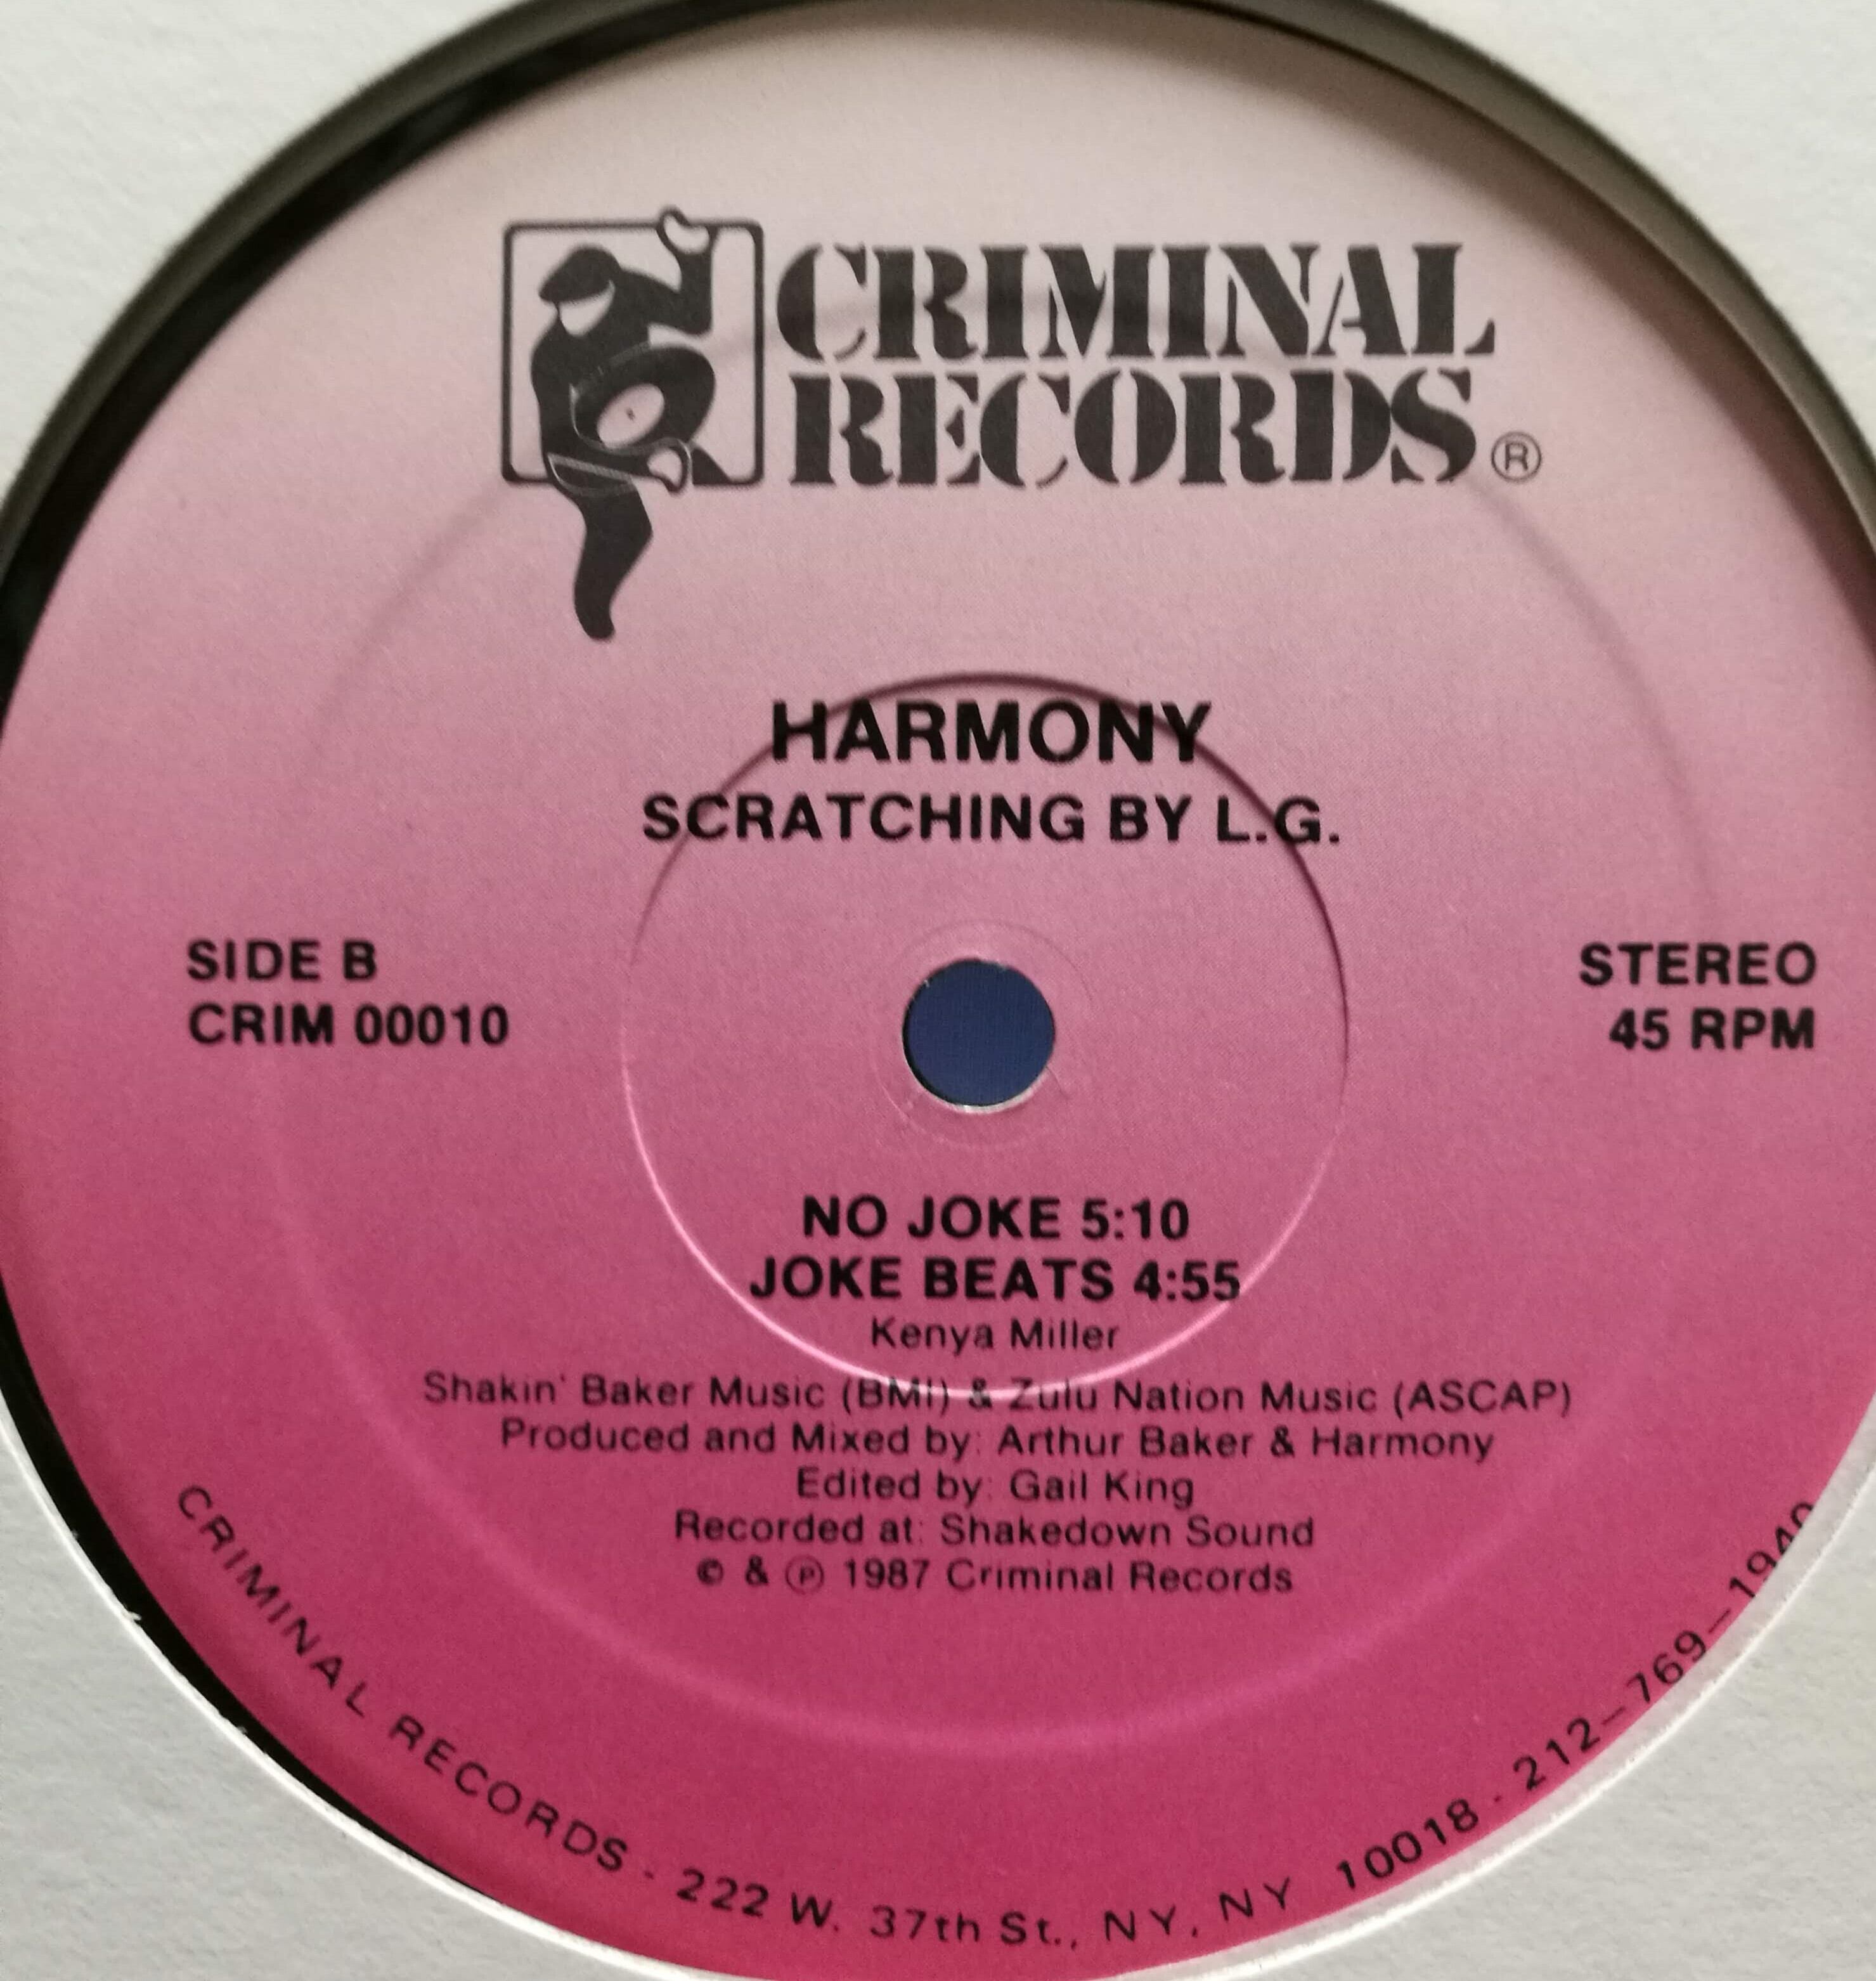 CRIMINAL
RECORDS®
HARMONY
SCRATCHING BY L.G.
SIDE B
CRIM 00010
STEREO
45 RPM
NO JOKE 5:10
JOKE BEATS 4:55
Kenya Miller
Shakin' Baker Music (BMI) & Zulu Nation Music (ASCAP)
Produced and Mixed by: Arthur Baker & Harmony
Edited by: Gail King
Recorded at: Shakedown Sound
© & ℗ 1987 Criminal Records
CRIMINAL RECORDS - 222 W. 37th St., NY, NY 10018 - 212-769-1940